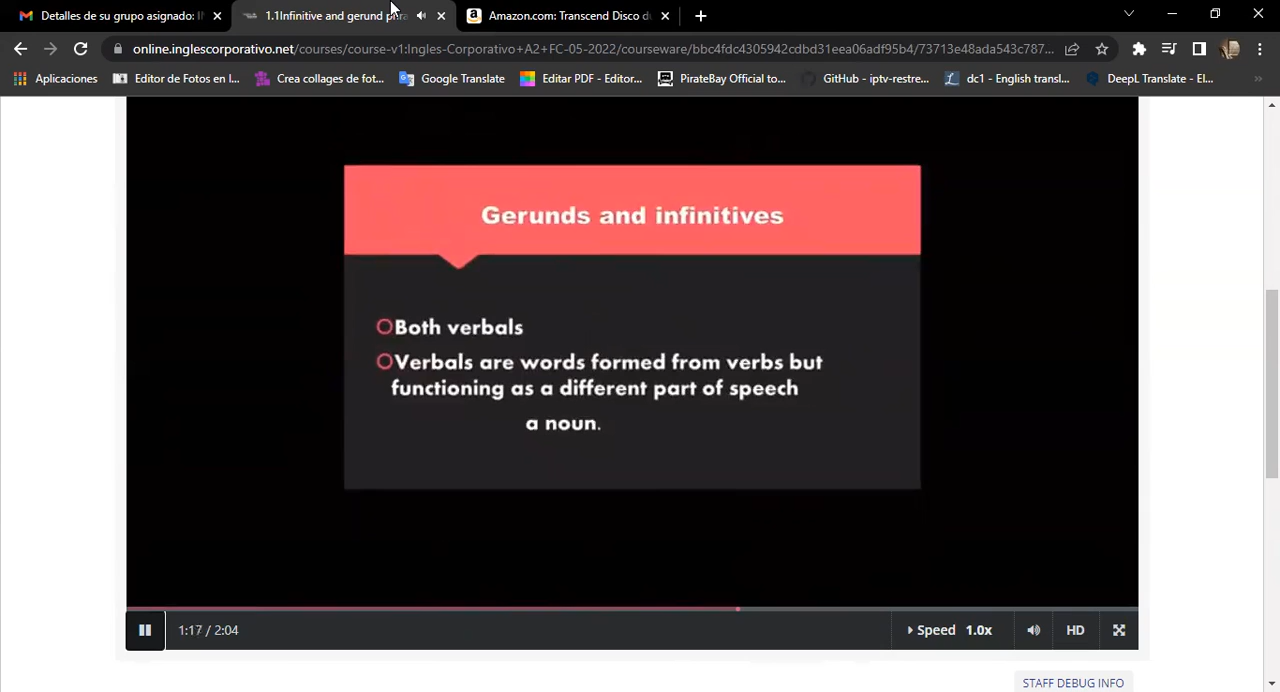 Detalles de su grupo asignado: I
1.1Infinitive and gerund phra
Amazon.com: Transcend Disco d
online.inglescorporativo.net/courses/course-v1:Ingles-Corporativo+A2+FC-05-2022/courseware/bbc4fdc4305942cdbd31eea06adf95b4/73713e48ada543c787...
Aplicaciones
Editor de Fotos en l...
Crea collages de fot...
Google Translate
Editar PDF - Editor...
PirateBay Official to...
GitHub - iptv-restre...
dc1 - English transl...
DeepL Translate - El...
»
Gerunds and infinitives
Both verbals
Verbals are words formed from verbs but
functioning as a different part of speech
a noun.
1:17 / 2:04
Speed 1.0x
HD
STAFF DEBUG INFO